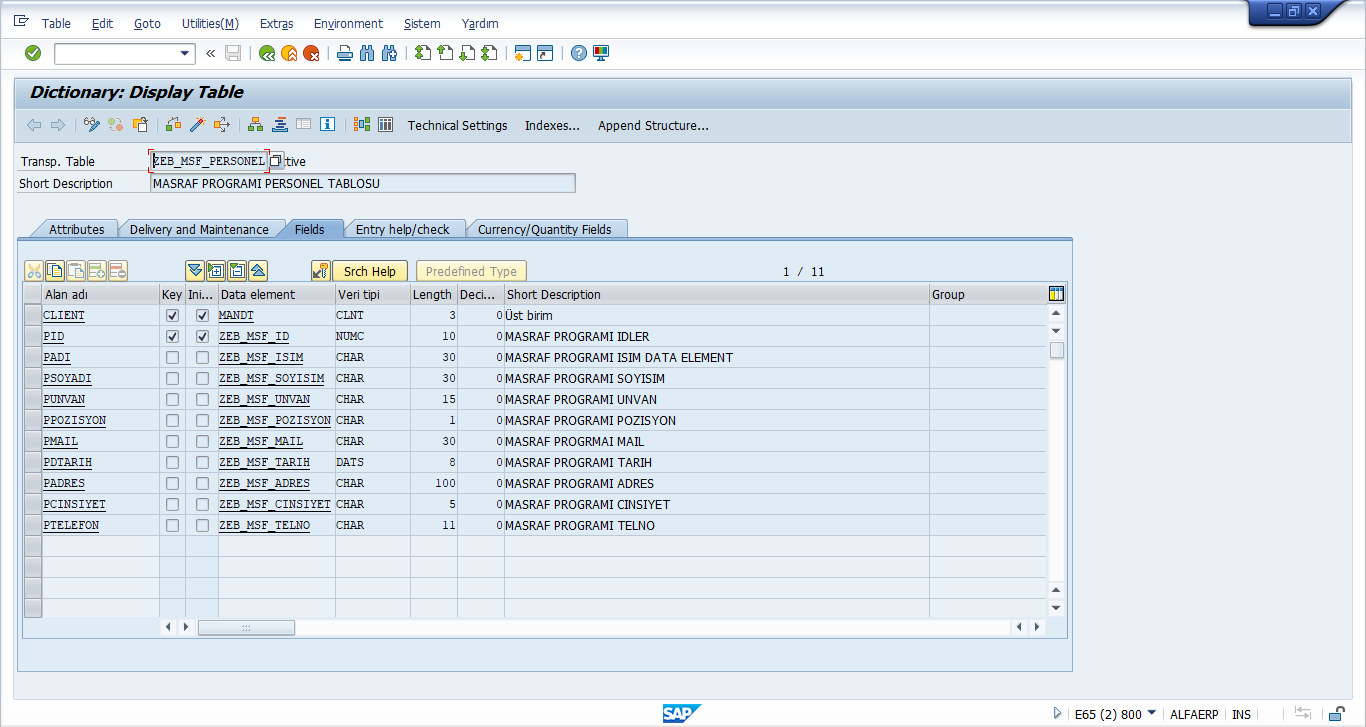 Table Edit Goto Utilities(M) Extras Environment Sistem Yardım
Dictionary: Display Table
Technical Settings Indexes... Append Structure...
Transp. Table ZEB_MSF_PERSONEL tive
Short Description MASRAF PROGRAMI PERSONEL TABLOSU
Attributes Delivery and Maintenance Fields Entry help/check Currency/Quantity Fields
Srch Help Predefined Type 1 / 11
Alan adı Key Ini... Data element Veri tipi Length Deci... Short Description Group
CLIENT MANDT CLNT 3 0 Üst birim
PID ZEB_MSF_ID NUMC 10 0 MASRAF PROGRAMI IDLER
PADI ZEB_MSF_ISIM CHAR 30 0 MASRAF PROGRAMI ISIM DATA ELEMENT
PSOYADI ZEB_MSF_SOYISIM CHAR 30 0 MASRAF PROGRAMI SOYISIM
PUNVAN ZEB_MSF_UNVAN CHAR 15 0 MASRAF PROGRAMI UNVAN
PPOZISYON ZEB_MSF_POZISYON CHAR 1 0 MASRAF PROGRAMI POZISYON
PMAIL ZEB_MSF_MAIL CHAR 30 0 MASRAF PROGRMAI MAIL
PDTARIH ZEB_MSF_TARIH DATS 8 0 MASRAF PROGRAMI TARIH
PADRES ZEB_MSF_ADRES CHAR 100 0 MASRAF PROGRAMI ADRES
PCINSIYET ZEB_MSF_CINSIYET CHAR 5 0 MASRAF PROGRAMI CINSIYET
PTELEFON ZEB_MSF_TELNO CHAR 11 0 MASRAF PROGRAMI TELNO
SAP E65 (2) 800 ALFAERP INS